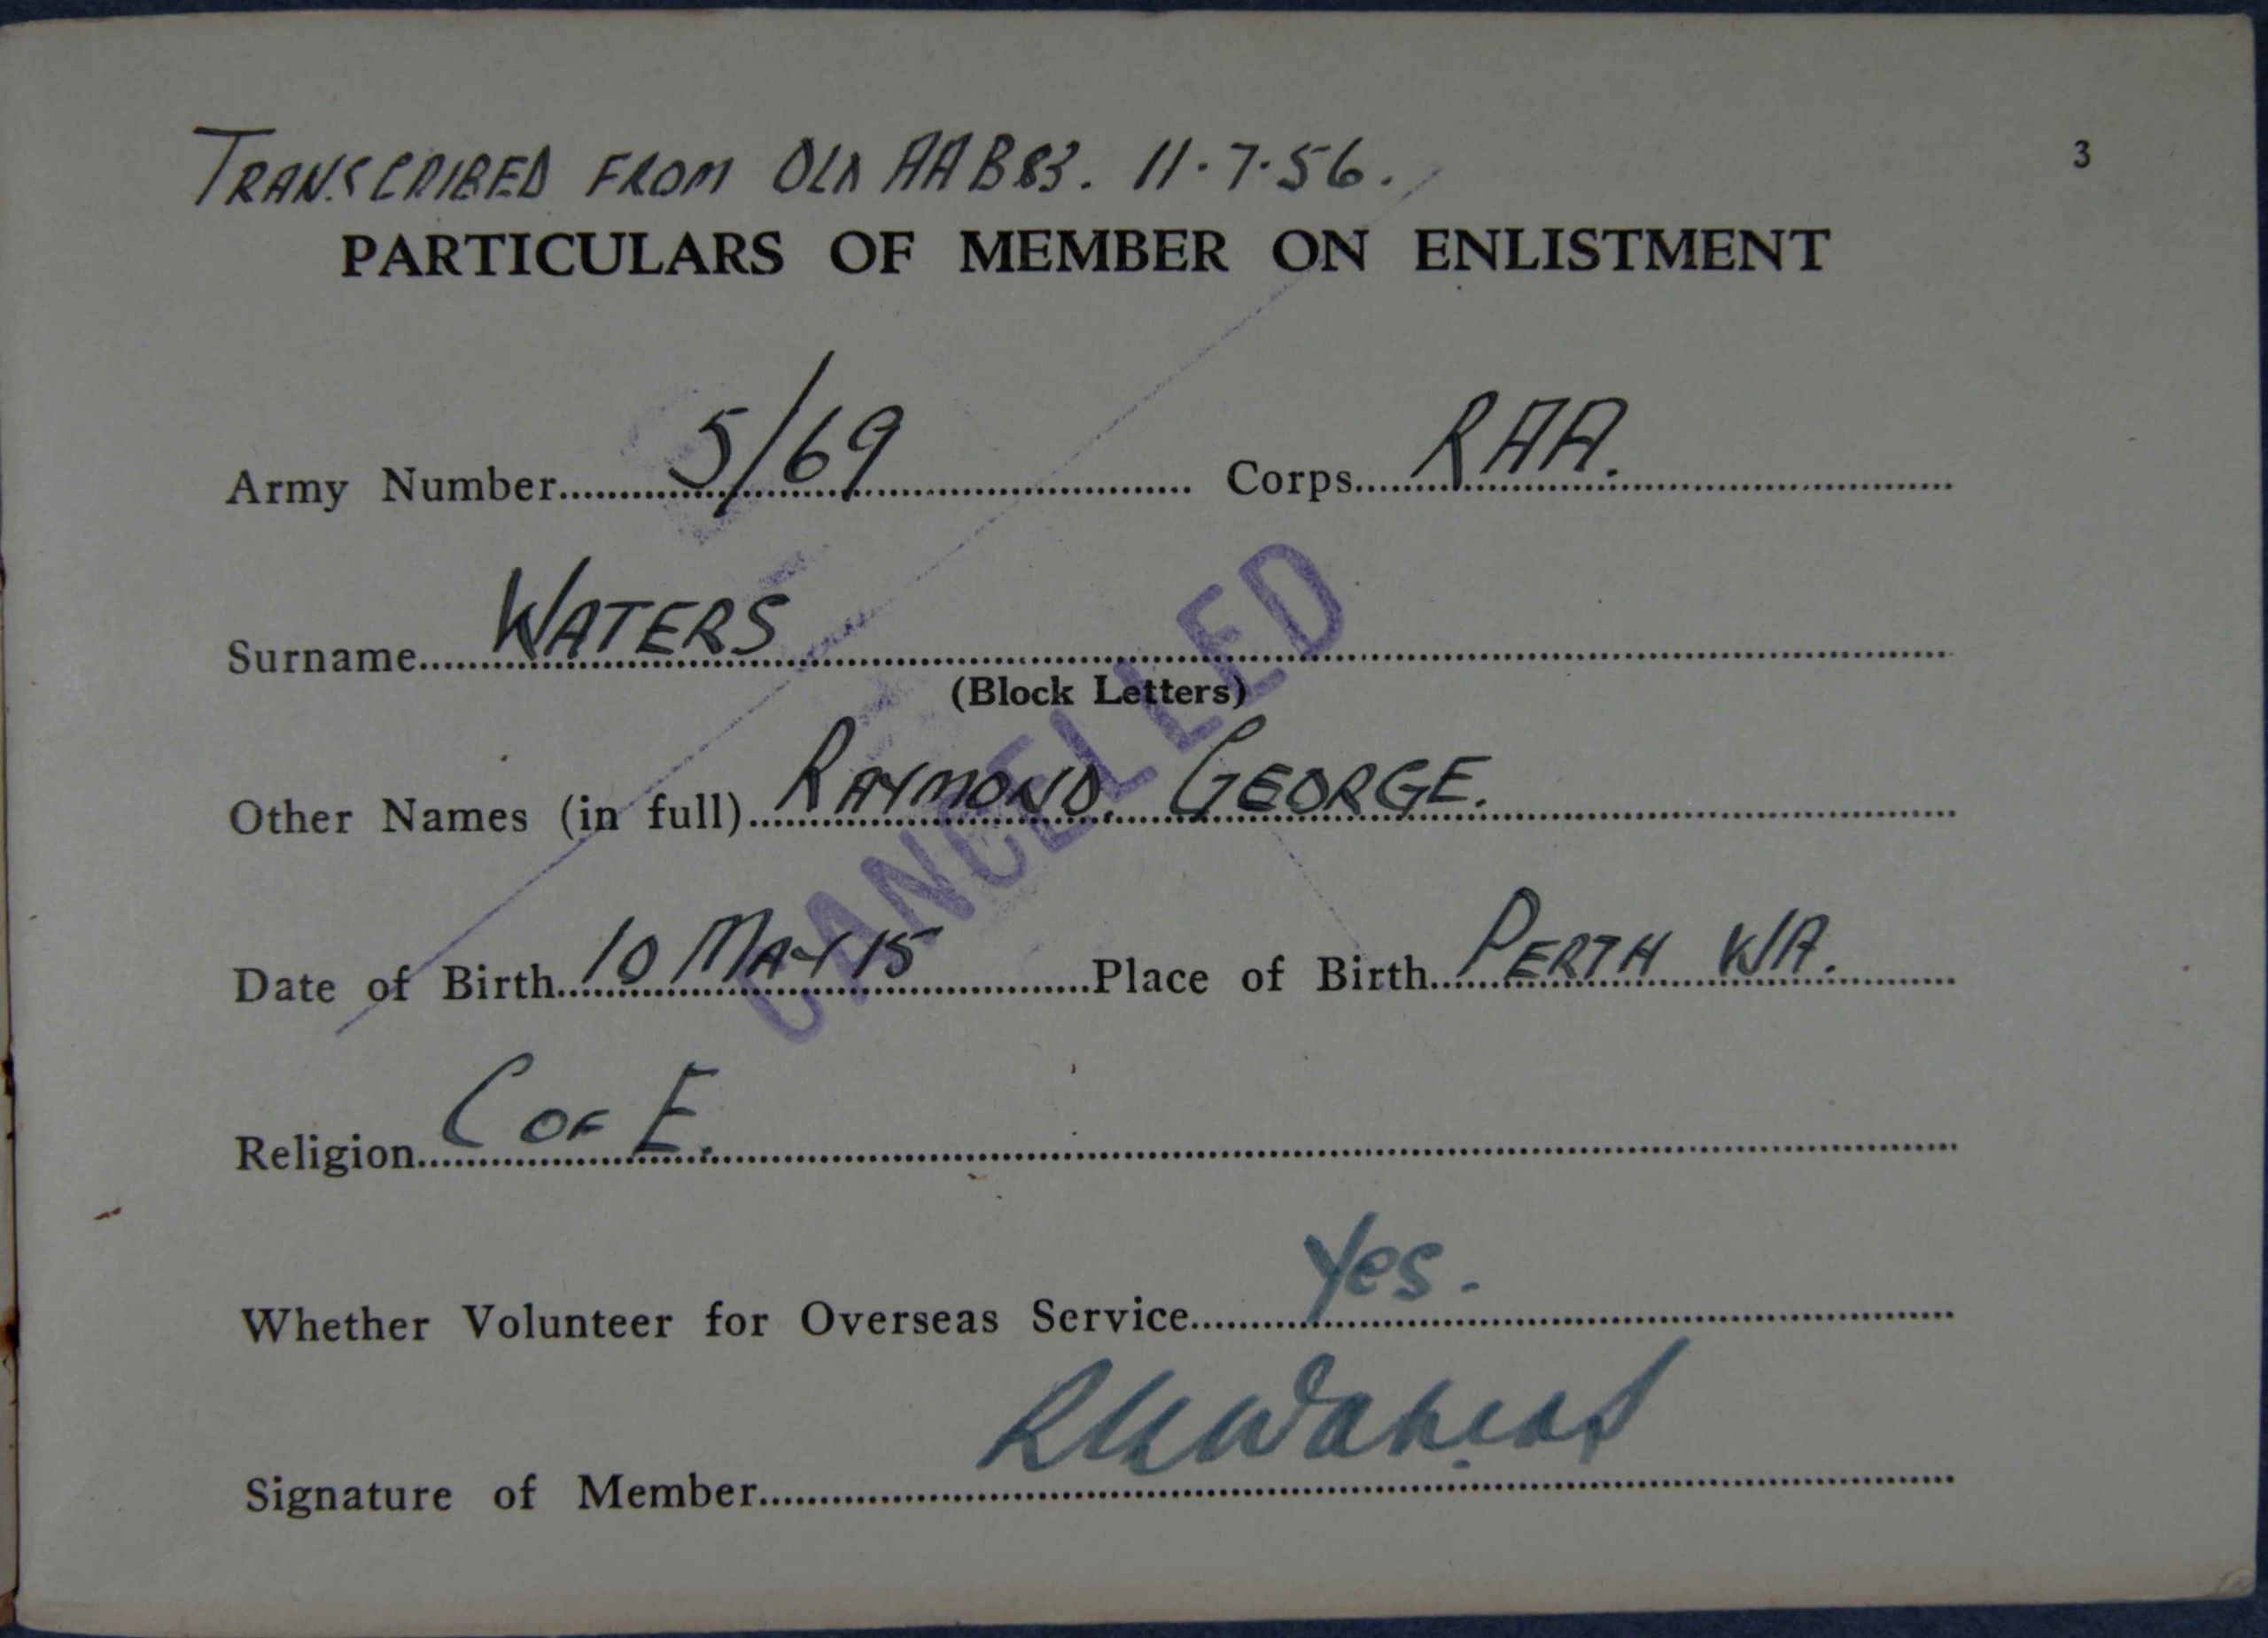 3
TRANSCRIBED FROM OLD AAB83. 11.7.56.
PARTICULARS OF MEMBER ON ENLISTMENT
Army Number 5/69 Corps RAA.
Surname WATERS
(Block Letters)
Other Names (in full) RAYMOND, GEORGE.
CANCELLED
Date of Birth 10 MAY 15 Place of Birth PERTH WA.
Religion C OF E.
Whether Volunteer for Overseas Service Yes.
Signature of Member RGWaters